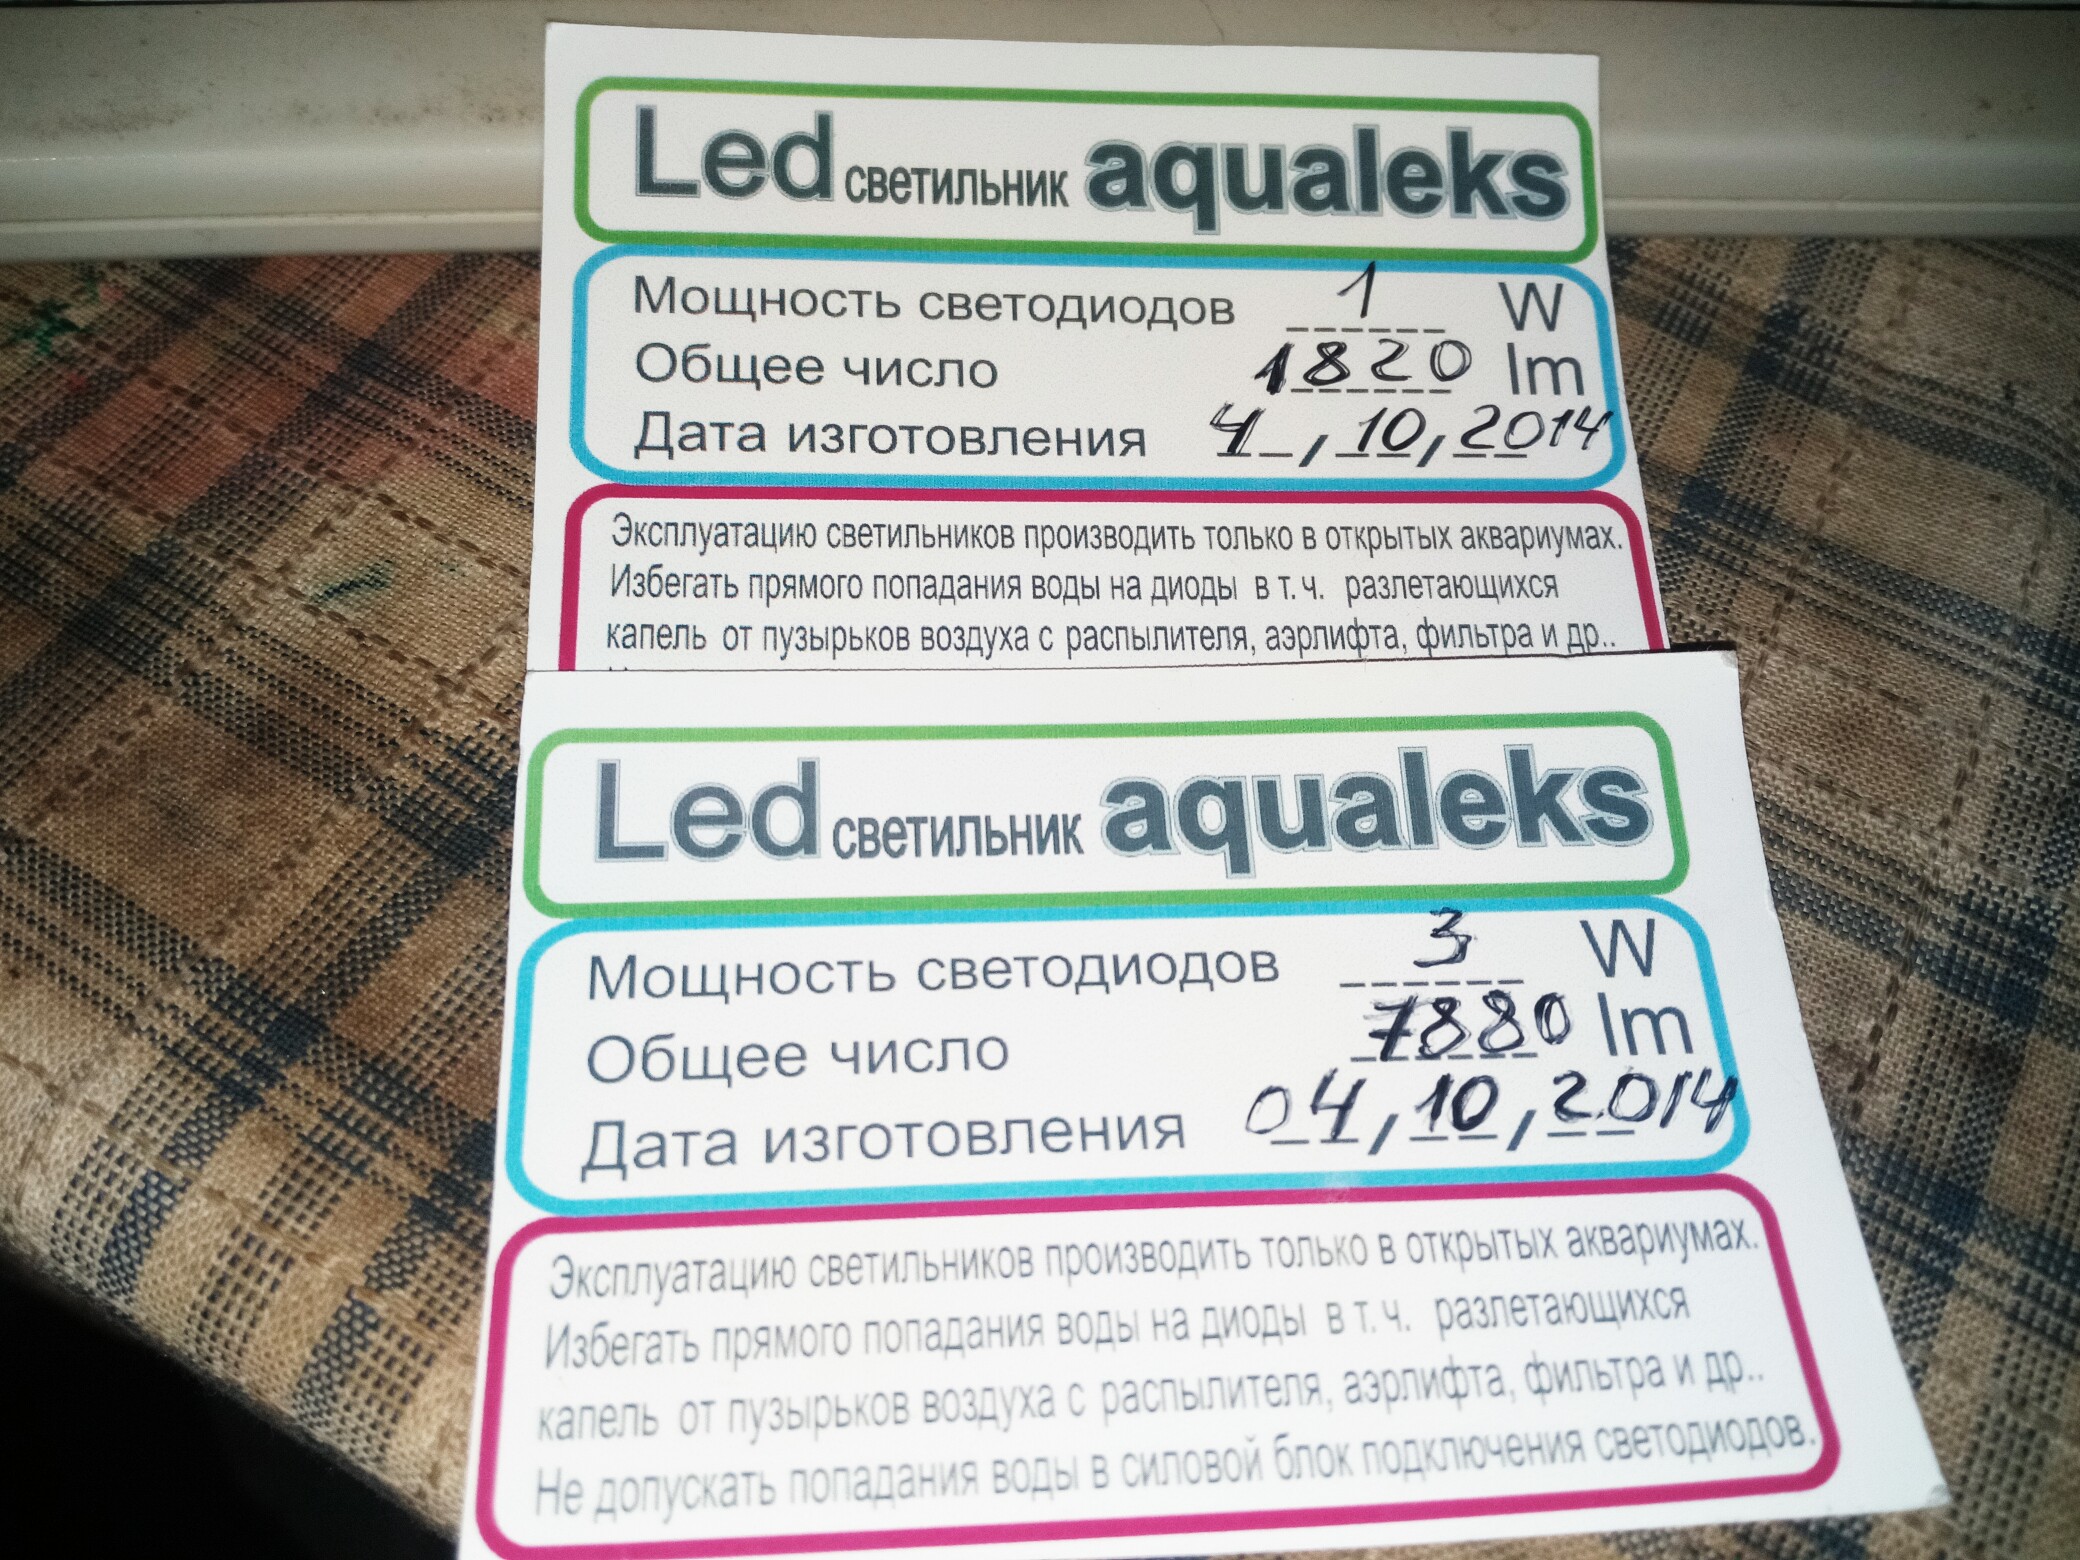 Led светильник aqualeks
Мощность светодиодов 1 W
Общее число 1820 lm
Дата изготовления 4, 10, 2014
Эксплуатацию светильников производить только в открытых аквариумах.
Избегать прямого попадания воды на диоды в т. ч. разлетающихся
капель от пузырьков воздуха с распылителя, аэрлифта, фильтра и др..
Led светильник aqualeks
Мощность светодиодов 3 W
Общее число 7880 lm
Дата изготовления 04, 10, 2014
Эксплуатацию светильников производить только в открытых аквариумах.
Избегать прямого попадания воды на диоды в т. ч. разлетающихся
капель от пузырьков воздуха с распылителя, аэрлифта, фильтра и др..
Не допускать попадания воды в силовой блок подключения светодиодов.